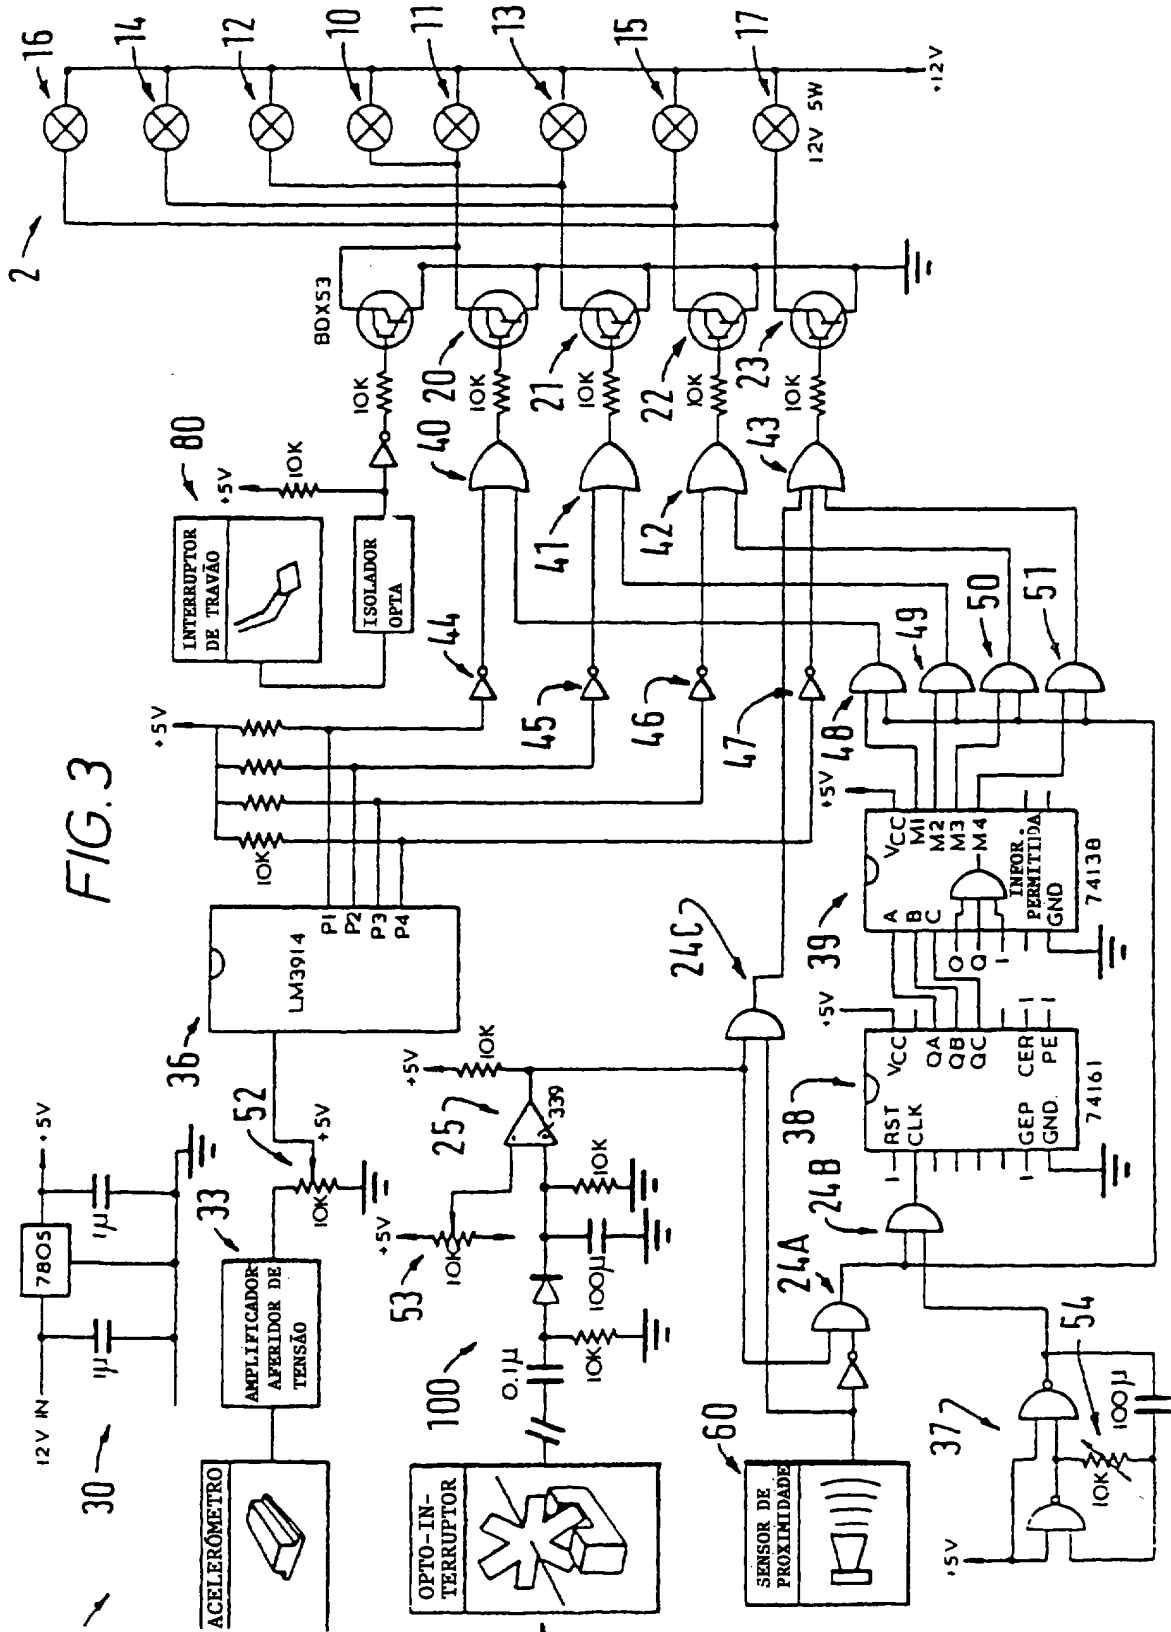 FIG. 3
30
12V IN
7805
+5V
1µ
1µ
ACELERÓMETRO
33
AMPLIFICADOR
AFERIDOR DE
TENSÃO
52
+5V
10K
36
LM3914
P1
P2
P3
P4
10K
+5V
80
INTERRUPTOR
DE TRAVÃO
ISOLADOR
OPTA
+5V
10K
10K
BDX53
2
16
14
12
10
11
13
15
17
12V 5W
+12V
44
45
46
47
40
41
42
43
10K
10K
10K
10K
20
21
22
23
OPTO-IN-
TERRUPTOR
100
0.1µ
10K
100µ
10K
53
+5V
10K
25
339
+5V
10K
60
SENSOR DE
PROXIMIDADE
24A
24B
24C
37
+5V
10K
54
100µ
38
+5V
1
RST
CLK
1
GEP
GND
VCC
QA
QB
QC
CER
1
PE
1
74161
39
+5V
A
B
C
O
Q
1
VCC
M1
M2
M3
M4
INFOR.
PERMITIDA
GND
74138
48
49
50
51